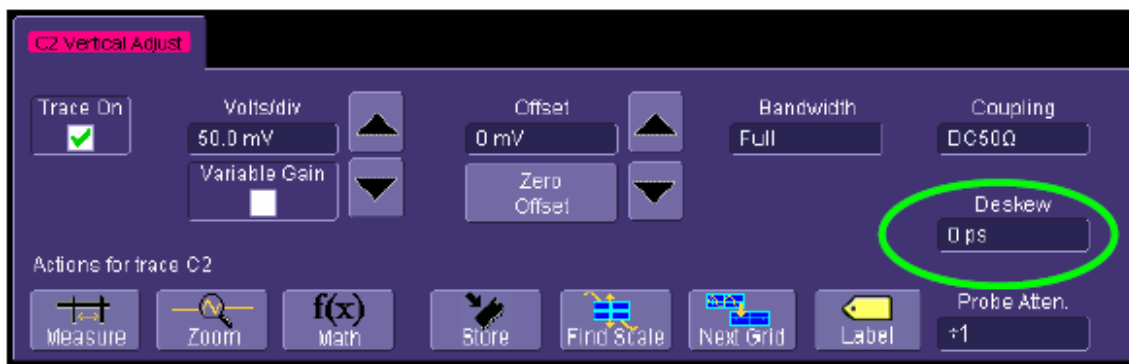 C2 Vertical Adjust
Trace On Volts/div Offset Bandwidth Coupling
50.0 mV 0 mV Full DC50Ω
Variable Gain Zero Offset
Deskew
0 ps
Actions for trace C2
f(x) Probe Atten.
Measure Zoom Math Store Find Scale Next Grid Label ÷1